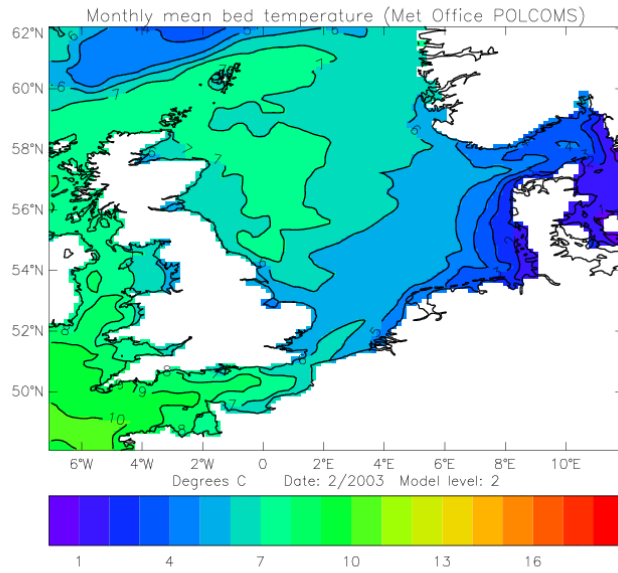 Monthly mean bed temperature (Met Office POLCOMS)
62°N
60°N
58°N
56°N
54°N
52°N
50°N
6°W 4°W 2°W 0 2°E 4°E 6°E 8°E 10°E
Degrees C Date: 2/2003 Model level: 2
1 4 7 10 13 16